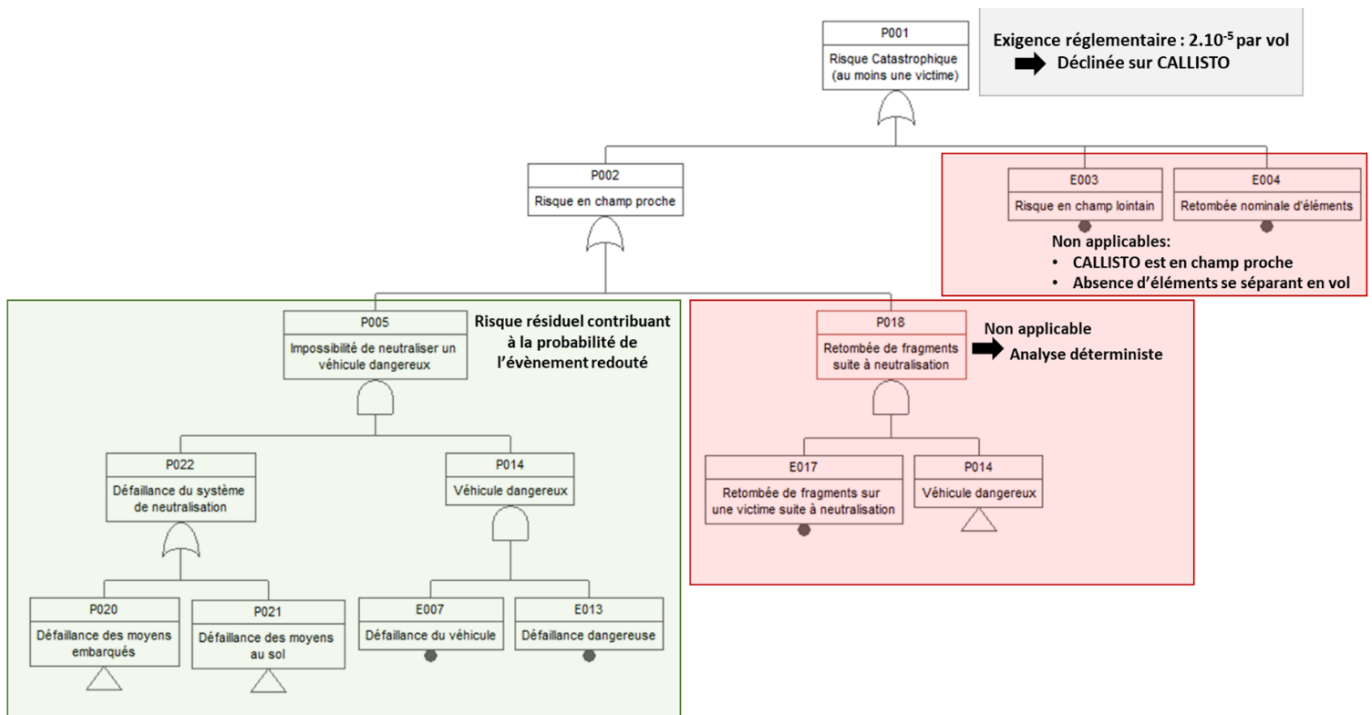 P001
Risque Catastrophique
(au moins une victime)
Exigence réglementaire : 2.10⁻⁵ par vol
Déclinée sur CALLISTO
P002
Risque en champ proche
E003
Risque en champ lointain
E004
Retombée nominale d'éléments
Non applicables:
• CALLISTO est en champ proche
• Absence d'éléments se séparant en vol
P005
Impossibilité de neutraliser un
véhicule dangereux
Risque résiduel contribuant
à la probabilité de
l'évènement redouté
P018
Retombée de fragments
suite à neutralisation
Non applicable
Analyse déterministe
P022
Défaillance du système
de neutralisation
P014
Véhicule dangereux
E017
Retombée de fragments sur
une victime suite à neutralisation
P014
Véhicule dangereux
P020
Défaillance des moyens
embarqués
P021
Défaillance des moyens
au sol
E007
Défaillance du véhicule
E013
Défaillance dangereuse